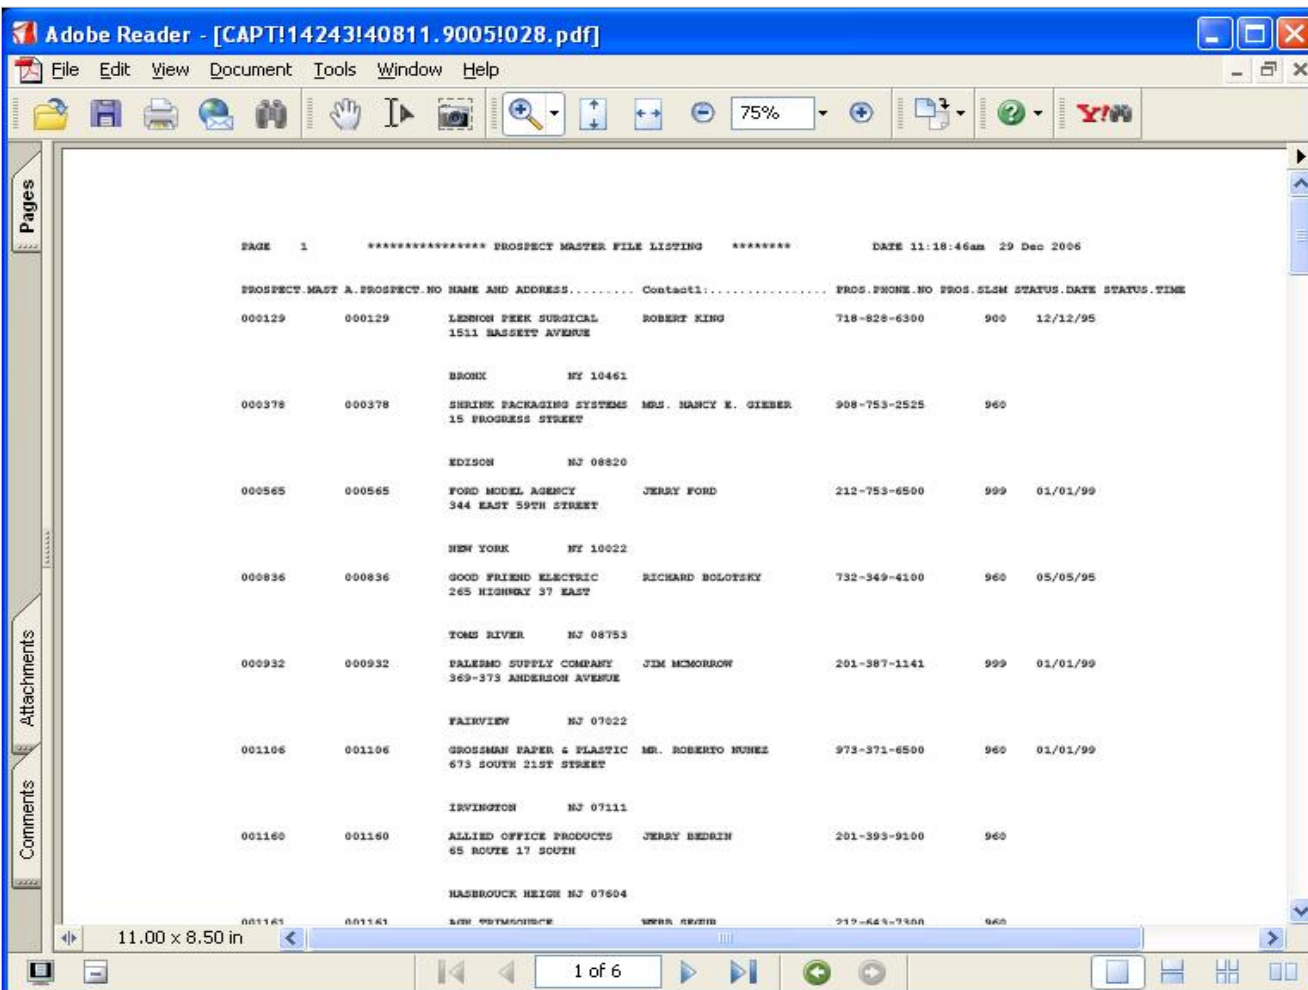 Adobe Reader - [CAPT!14243!40811.9005!028.pdf]
File Edit View Document Tools Window Help
75%
Y!
Pages
Attachments
Comments
PAGE 1 **************** PROSPECT MASTER FILE LISTING ******** DATE 11:18:46am 29 Dec 2006
PROSPECT.MAST A.PROSPECT.NO NAME AND ADDRESS......... Contact1:................ PROS.PHONE.NO PROS.SLSM STATUS.DATE STATUS.TIME
000129 000129 LENNON PEEK SURGICAL ROBERT KING 718-828-6300 900 12/12/95
1511 BASSETT AVENUE
BRONX NY 10461
000378 000378 SHRINK PACKAGING SYSTEMS MRS. NANCY E. GIEBER 908-753-2525 960
15 PROGRESS STREET
EDISON NJ 08820
000565 000565 FORD MODEL AGENCY JERRY FORD 212-753-6500 999 01/01/99
344 EAST 59TH STREET
NEW YORK NY 10022
000836 000836 GOOD FRIEND ELECTRIC RICHARD BOLOTSKY 732-349-4100 960 05/05/95
265 HIGHWAY 37 EAST
TOMS RIVER NJ 08753
000932 000932 PALERMO SUPPLY COMPANY JIM MCMORROW 201-387-1141 999 01/01/99
369-373 ANDERSON AVENUE
FAIRVIEW NJ 07022
001106 001106 GROSSMAN PAPER & PLASTIC MR. ROBERTO NUNEZ 973-371-6500 960 01/01/99
673 SOUTH 21ST STREET
IRVINGTON NJ 07111
001160 001160 ALLIED OFFICE PRODUCTS JERRY BEDRIN 201-393-9100 960
65 ROUTE 17 SOUTH
HASBROUCK HEIGH NJ 07604
001161 001161 TRIMSOURCE WEBB SEGUR 212-643-7300 960
11.00 x 8.50 in
1 of 6